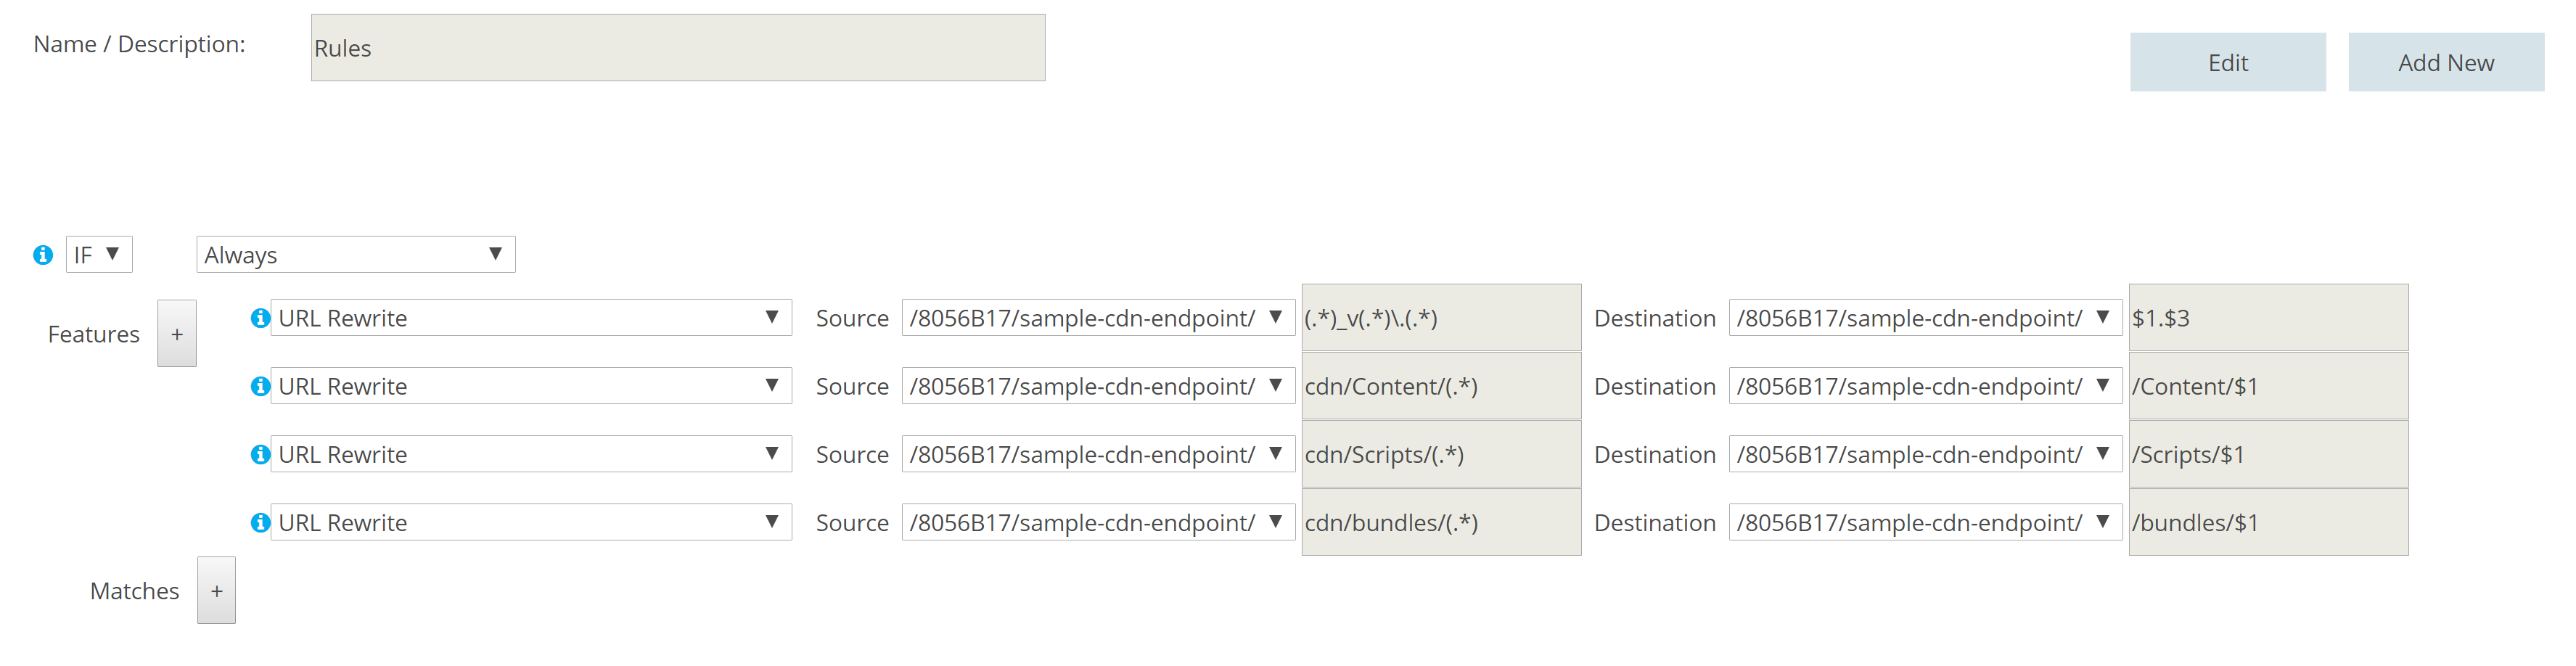 Name / Description: Rules Edit Add New
IF Always
Features + URL Rewrite Source /8056B17/sample-cdn-endpoint/ (.*)_v(.*)\.(.*) Destination /8056B17/sample-cdn-endpoint/ $1.$3
URL Rewrite Source /8056B17/sample-cdn-endpoint/ cdn/Content/(.*) Destination /8056B17/sample-cdn-endpoint/ /Content/$1
URL Rewrite Source /8056B17/sample-cdn-endpoint/ cdn/Scripts/(.*) Destination /8056B17/sample-cdn-endpoint/ /Scripts/$1
URL Rewrite Source /8056B17/sample-cdn-endpoint/ cdn/bundles/(.*) Destination /8056B17/sample-cdn-endpoint/ /bundles/$1
Matches +